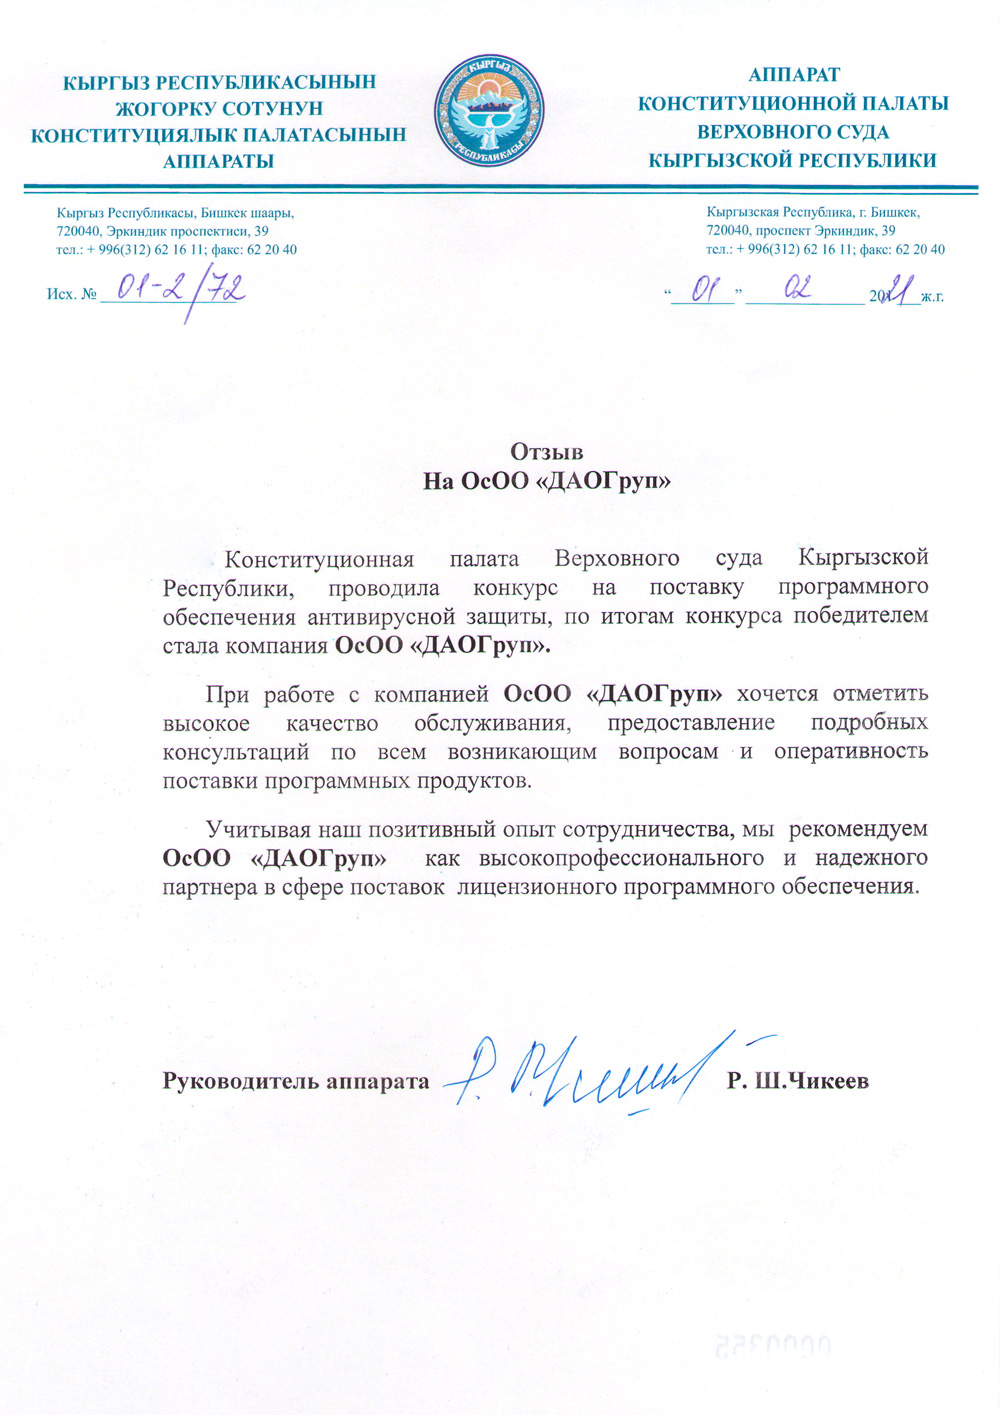 КЫРГЫЗ РЕСПУБЛИКАСЫНЫН
ЖОГОРКУ СОТУНУН
КОНСТИТУЦИЯЛЫК ПАЛАТАСЫНЫН
АППАРАТЫ
КЫРГЫЗ
РЕСПУБЛИКАСЫ
АППАРАТ
КОНСТИТУЦИОННОЙ ПАЛАТЫ
ВЕРХОВНОГО СУДА
КЫРГЫЗСКОЙ РЕСПУБЛИКИ
Кыргыз Республикасы, Бишкек шаары,
720040, Эркиндик проспектиси, 39
тел.: + 996(312) 62 16 11; факс: 62 20 40
Кыргызская Республика, г. Бишкек,
720040, проспект Эркиндик, 39
тел.: + 996(312) 62 16 11; факс: 62 20 40
Исх. № 01-2/72
“ 01 ” 02 2021 ж.г.
Отзыв
На ОсОО «ДАОГруп»
Конституционная палата Верховного суда Кыргызской
Республики, проводила конкурс на поставку программного
обеспечения антивирусной защиты, по итогам конкурса победителем
стала компания ОсОО «ДАОГруп».
При работе с компанией ОсОО «ДАОГруп» хочется отметить
высокое качество обслуживания, предоставление подробных
консультаций по всем возникающим вопросам и оперативность
поставки программных продуктов.
Учитывая наш позитивный опыт сотрудничества, мы рекомендуем
ОсОО «ДАОГруп» как высокопрофессионального и надежного
партнера в сфере поставок лицензионного программного обеспечения.
Руководитель аппарата Р. Ш.Чикеев